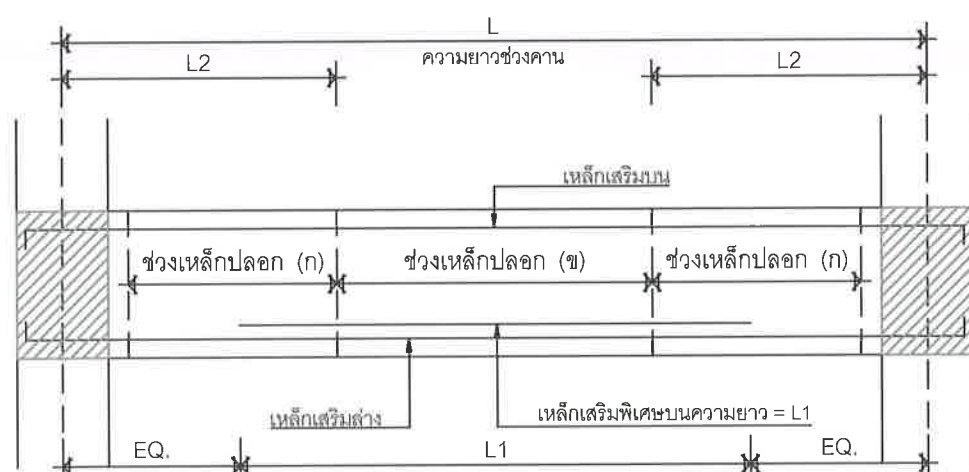 L
ความยาวช่วงคาน
L2
L2
เหล็กเสริมบน
ช่วงเหล็กปลอก (ก)
ช่วงเหล็กปลอก (ข)
ช่วงเหล็กปลอก (ก)
เหล็กเสริมล่าง
เหล็กเสริมพิเศษบนความยาว = L1
EQ.
L1
EQ.